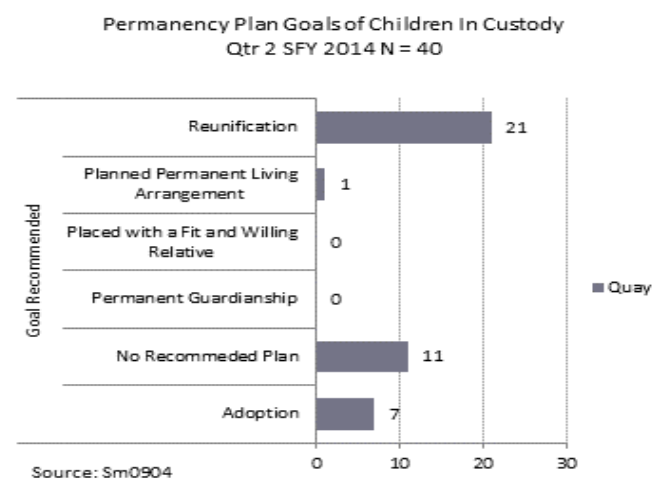 Permanency Plan Goals of Children In Custody
Qtr 2 SFY 2014 N = 40
Goal Recommended
Reunification
21
Planned Permanent Living
Arrangement
1
Placed with a Fit and Willing
Relative
0
Permanent Guardianship
0
No Recommeded Plan
11
Adoption
7
0 10 20 30
Quay
Source: Sm0904